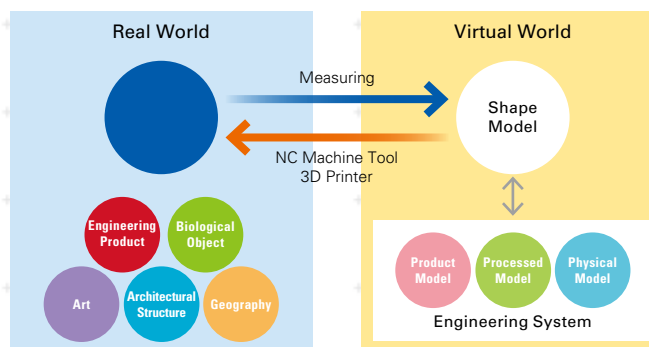 Real World
Virtual World
Measuring
Shape
Model
NC Machine Tool
3D Printer
Engineering
Product
Biological
Object
Art
Architectural
Structure
Geography
Product
Model
Processed
Model
Physical
Model
Engineering System